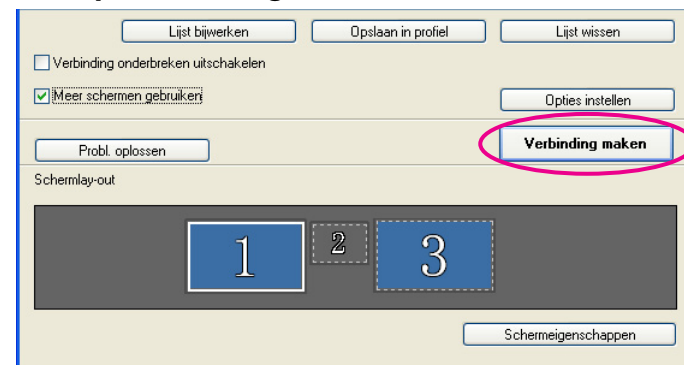 Lijst bijwerken Opslaan in profiel Lijst wissen
Verbinding onderbreken uitschakelen
Meer schermen gebruiken Opties instellen
Probl. oplossen Verbinding maken
Schermlay-out
1 2 3
Schermeigenschappen